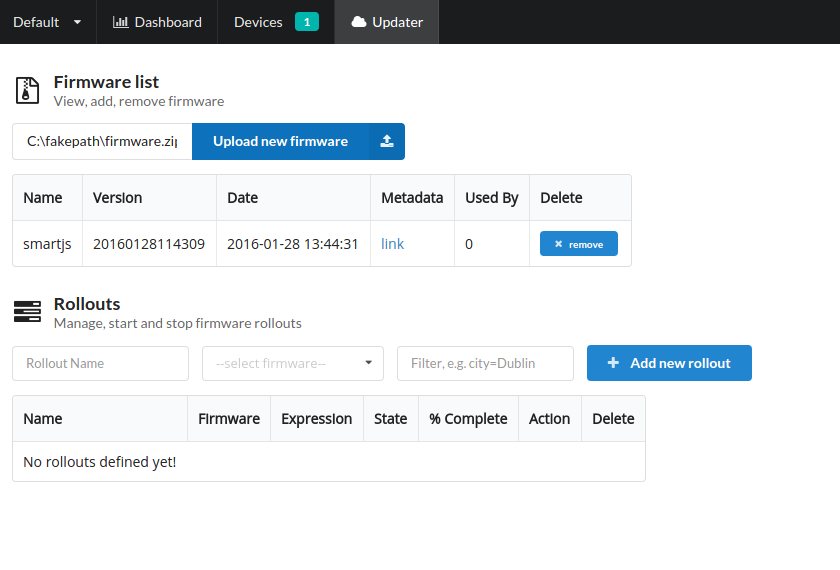 Default Dashboard Devices 1 Updater
Firmware list
View, add, remove firmware
C:\fakepath\firmware.zip Upload new firmware
Name Version Date Metadata Used By Delete
smartjs 20160128114309 2016-01-28 13:44:31 link 0 remove
Rollouts
Manage, start and stop firmware rollouts
Rollout Name --select firmware-- Filter, e.g. city=Dublin Add new rollout
Name Firmware Expression State % Complete Action Delete
No rollouts defined yet!